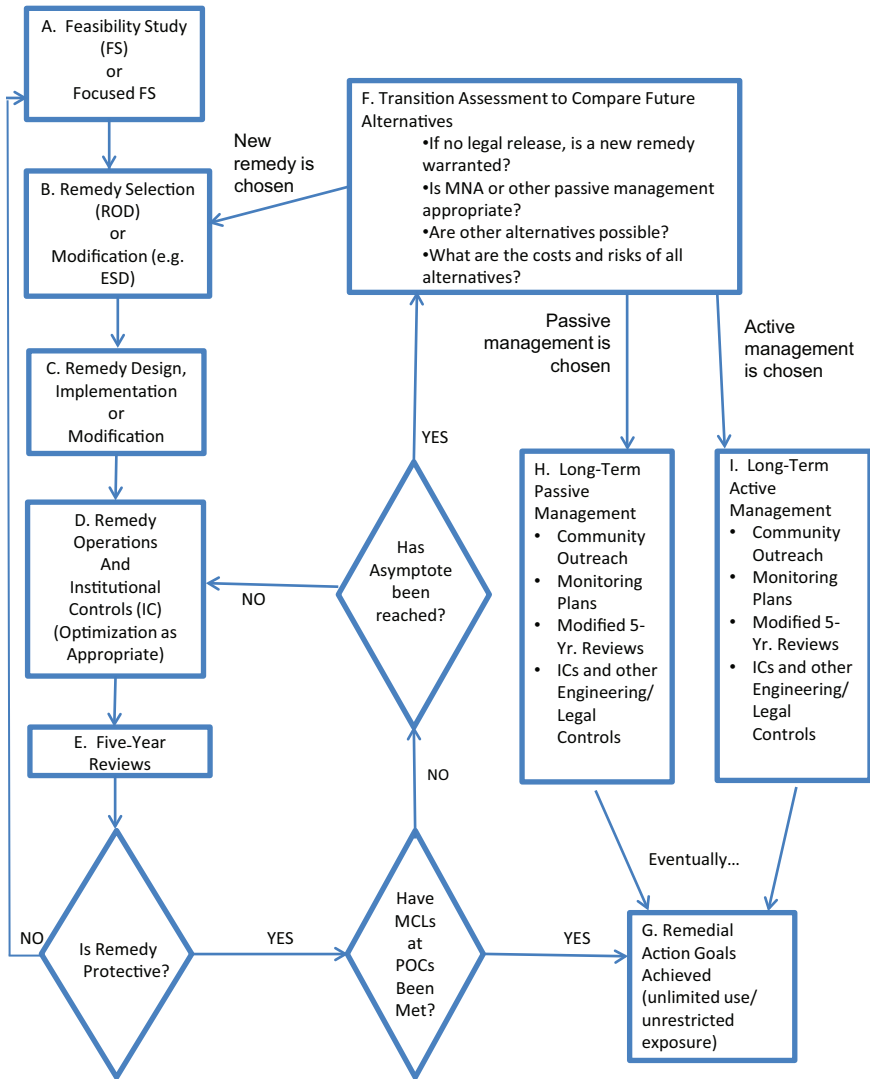 A. Feasibility Study
(FS)
or
Focused FS
New
remedy is
chosen
F. Transition Assessment to Compare Future
Alternatives
•If no legal release, is a new remedy
warranted?
•Is MNA or other passive management
appropriate?
•Are other alternatives possible?
•What are the costs and risks of all
alternatives?
B. Remedy Selection
(ROD)
or
Modification (e.g.
ESD)
Passive
management is
chosen
Active
management
is chosen
C. Remedy Design,
Implementation
or
Modification
YES
D. Remedy
Operations
And
Institutional
Controls (IC)
(Optimization as
Appropriate)
NO
Has
Asymptote
been
reached?
H. Long-Term
Passive
Management
• Community
Outreach
• Monitoring
Plans
• Modified 5-
Yr. Reviews
• ICs and other
Engineering/
Legal
Controls
I. Long-Term
Active
Management
• Community
Outreach
• Monitoring
Plans
• Modified 5-
Yr. Reviews
• ICs and other
Engineering/
Legal
Controls
E. Five-Year
Reviews
NO
Eventually...
NO
Is Remedy
Protective?
YES
Have
MCLs
at
POCs
Been
Met?
YES
G. Remedial
Action Goals
Achieved
(unlimited use/
unrestricted
exposure)